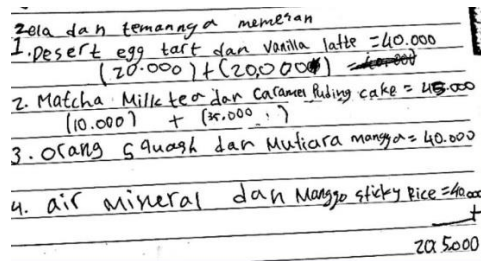 zela dan temannya memesan
1. Desert egg tart dan vanilla latte = 40.000
(20.000) + (20,000) = 40.000
2. Matcha Milk tea dan caramel Puding cake = 45.000
(10.000) + (35.000)
3. Orang squash dan Mutiara mangga = 40.000
4. air mineral dan Manggo sticky Rice = 40.000
+
205000